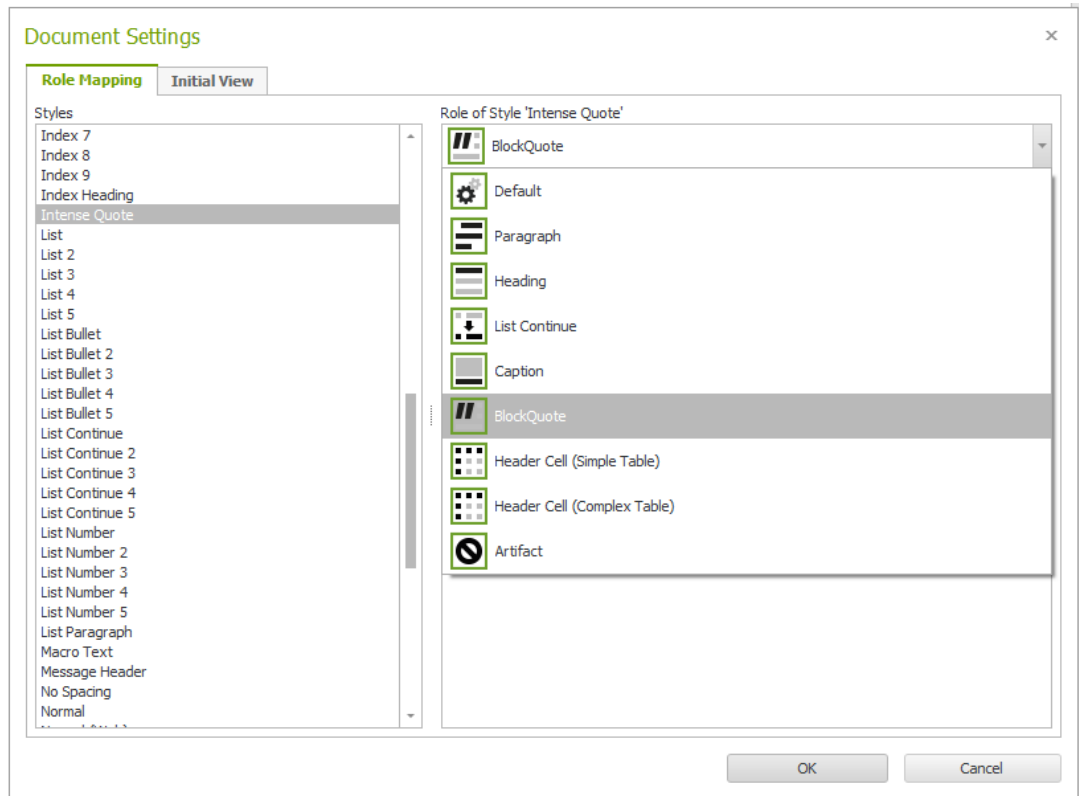 Document Settings
Role Mapping
Initial View
Styles
Index 7
Index 8
Index 9
Index Heading
Intense Quote
List
List 2
List 3
List 4
List 5
List Bullet
List Bullet 2
List Bullet 3
List Bullet 4
List Bullet 5
List Continue
List Continue 2
List Continue 3
List Continue 4
List Continue 5
List Number
List Number 2
List Number 3
List Number 4
List Number 5
List Paragraph
Macro Text
Message Header
No Spacing
Normal
Role of Style 'Intense Quote'
BlockQuote
Default
Paragraph
Heading
List Continue
Caption
BlockQuote
Header Cell (Simple Table)
Header Cell (Complex Table)
Artifact
OK
Cancel